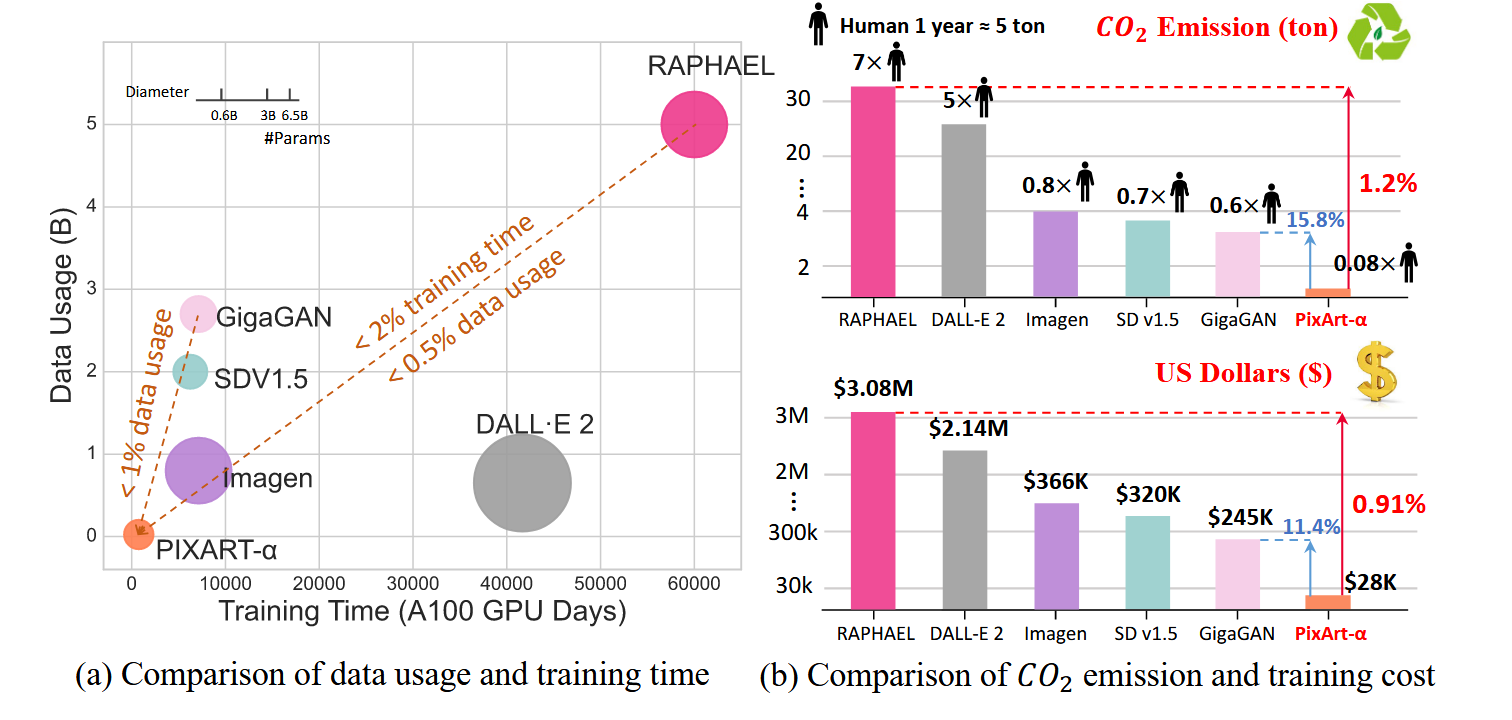 RAPHAEL
Diameter
0.6B 3B 6.5B
#Params
Data Usage (B)
5
4
3
2
1
0
< 2% training time
< 0.5% data usage
< 1% data usage
GigaGAN
SDV1.5
DALL·E 2
Imagen
PIXART-α
0 10000 20000 30000 40000 50000 60000
Training Time (A100 GPU Days)
(a) Comparison of data usage and training time
Human 1 year ≈ 5 ton
CO₂ Emission (ton)
7×
5×
0.8×
0.7×
0.6×
15.8%
0.08×
1.2%
30
20
⋮
4
2
RAPHAEL DALL-E 2 Imagen SD v1.5 GigaGAN PixArt-α
US Dollars ($)
$3.08M
$2.14M
$366K
$320K
$245K
11.4%
$28K
0.91%
3M
2M
⋮
300k
30k
RAPHAEL DALL-E 2 Imagen SD v1.5 GigaGAN PixArt-α
(b) Comparison of CO₂ emission and training cost